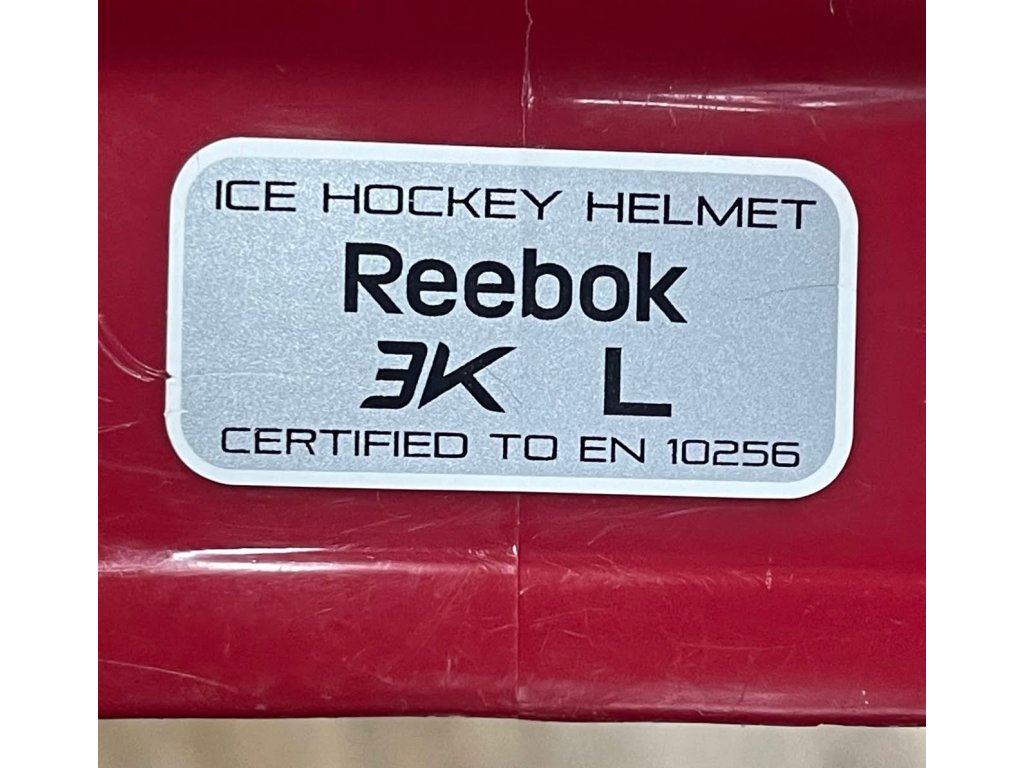 ICE HOCKEY HELMET
Reebok
3K L
CERTIFIED TO EN 10256